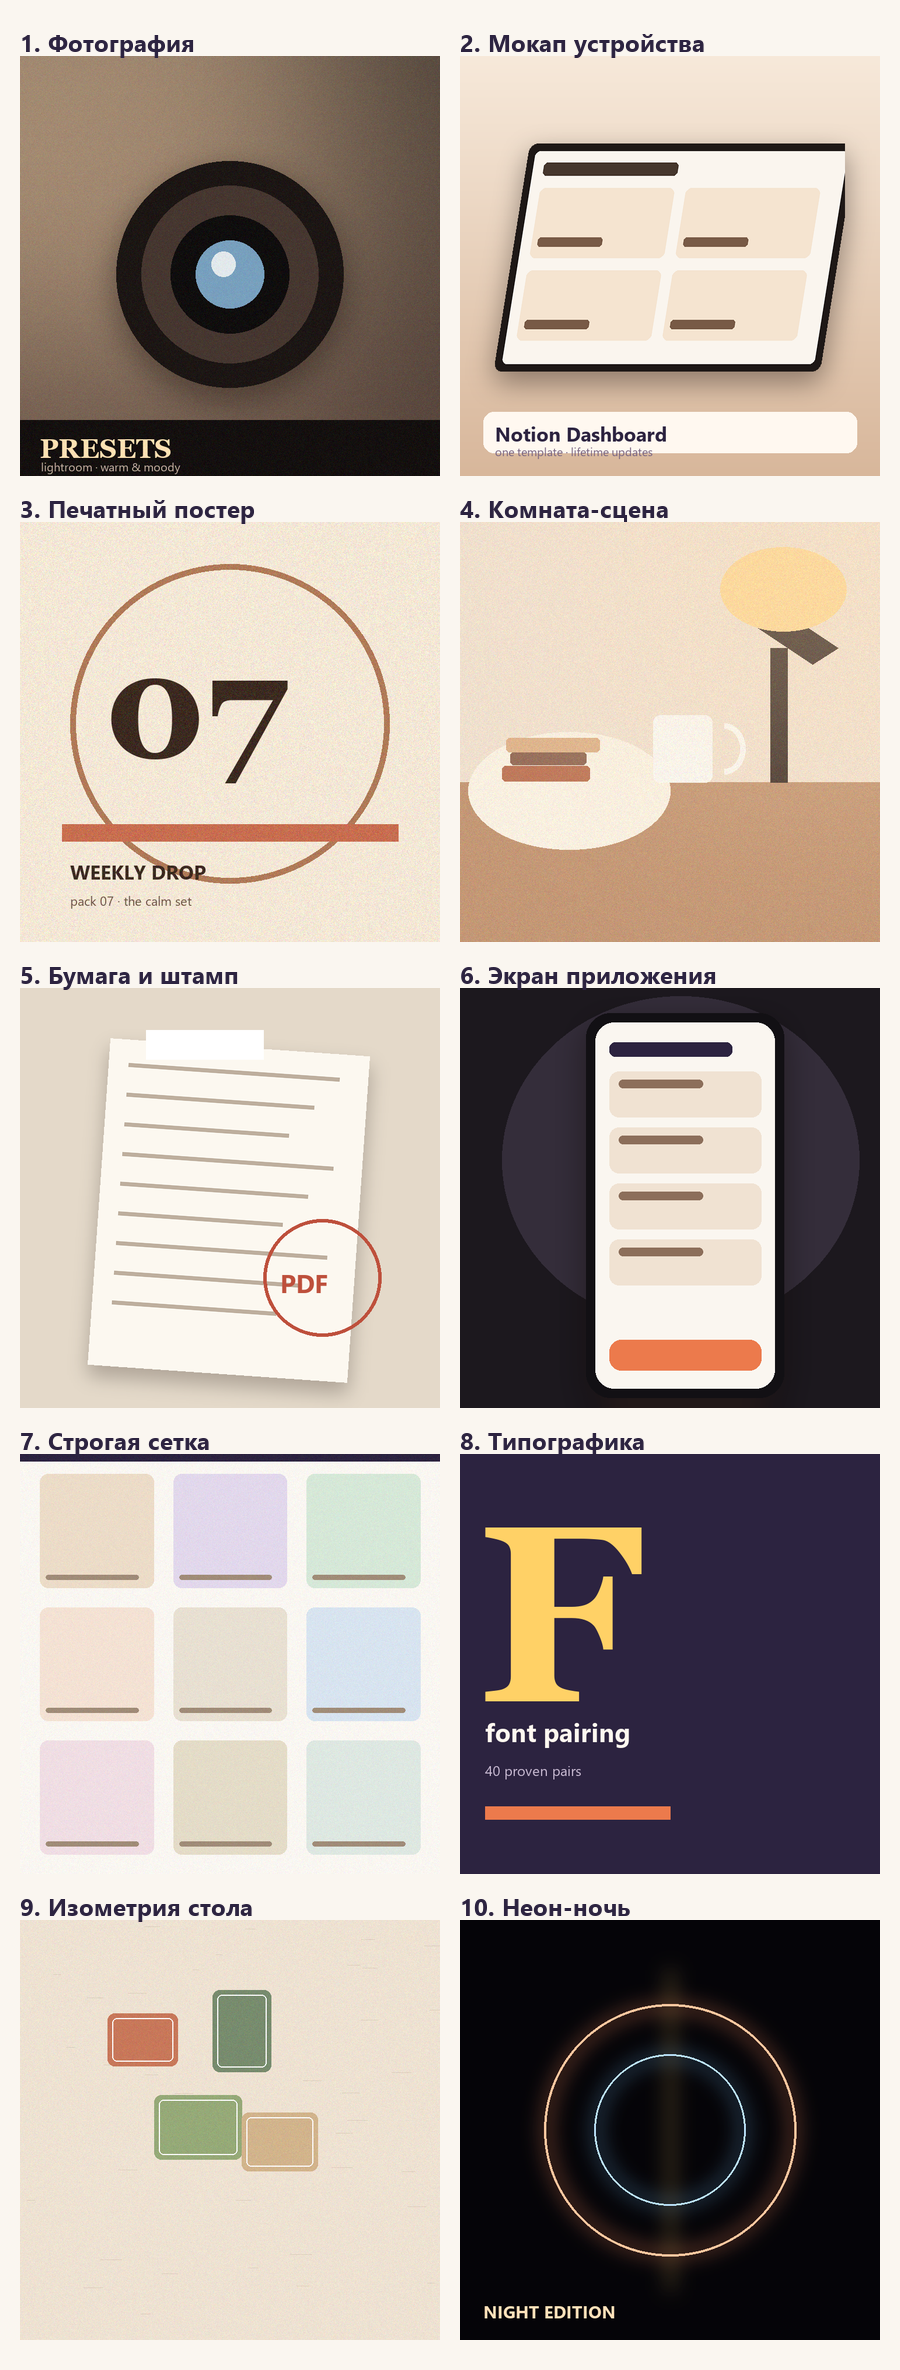 1. Фотография
PRESETS
lightroom · warm & moody
2. Мокап устройства
Notion Dashboard
one template · lifetime updates
3. Печатный постер
07
WEEKLY DROP
pack 07 · the calm set
4. Комната-сцена
5. Бумага и штамп
PDF
6. Экран приложения
7. Строгая сетка
8. Типографика
F
font pairing
40 proven pairs
9. Изометрия стола
10. Неон-ночь
NIGHT EDITION